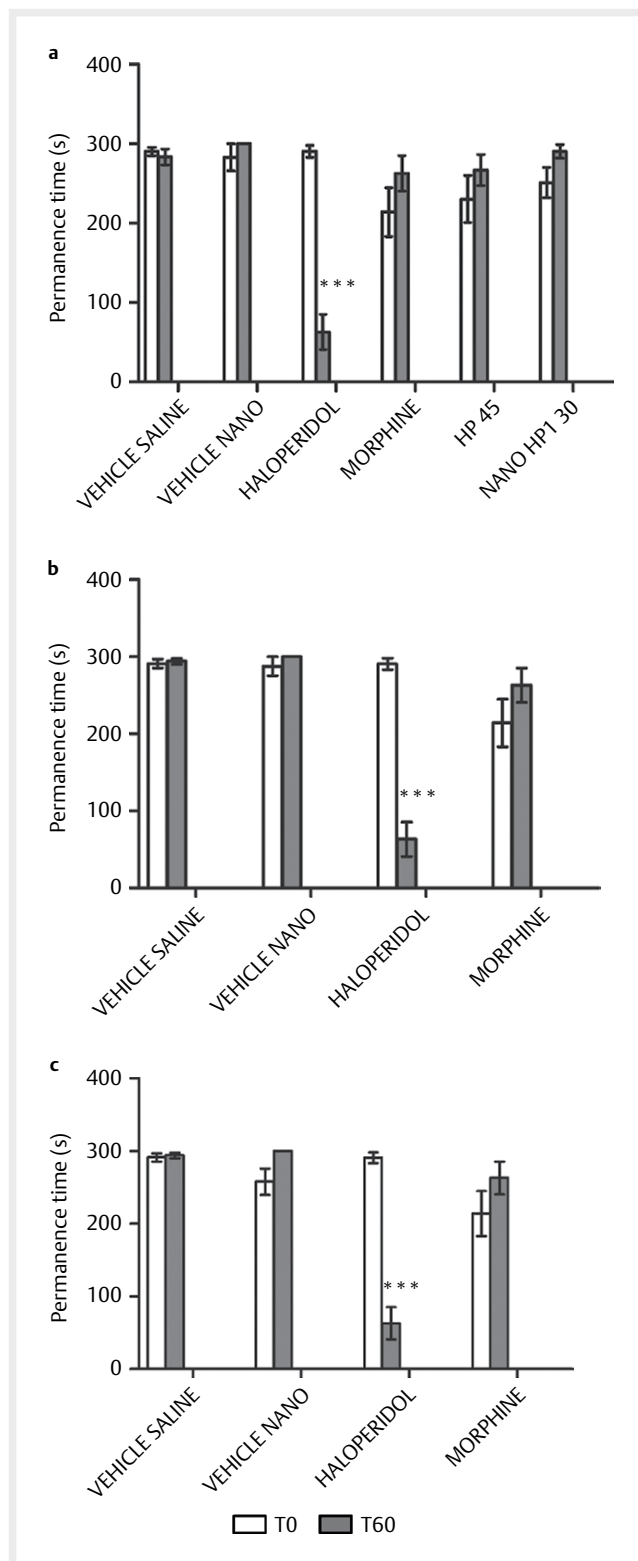 a
Permanence time (s)
400
300
200
100
0
***
VEHICLE SALINE
VEHICLE NANO
HALOPERIDOL
MORPHINE
HP 45
NANO HP1 30
b
Permanence time (s)
400
300
200
100
0
***
VEHICLE SALINE
VEHICLE NANO
HALOPERIDOL
MORPHINE
c
Permanence time (s)
400
300
200
100
0
***
VEHICLE SALINE
VEHICLE NANO
HALOPERIDOL
MORPHINE
T0 T60